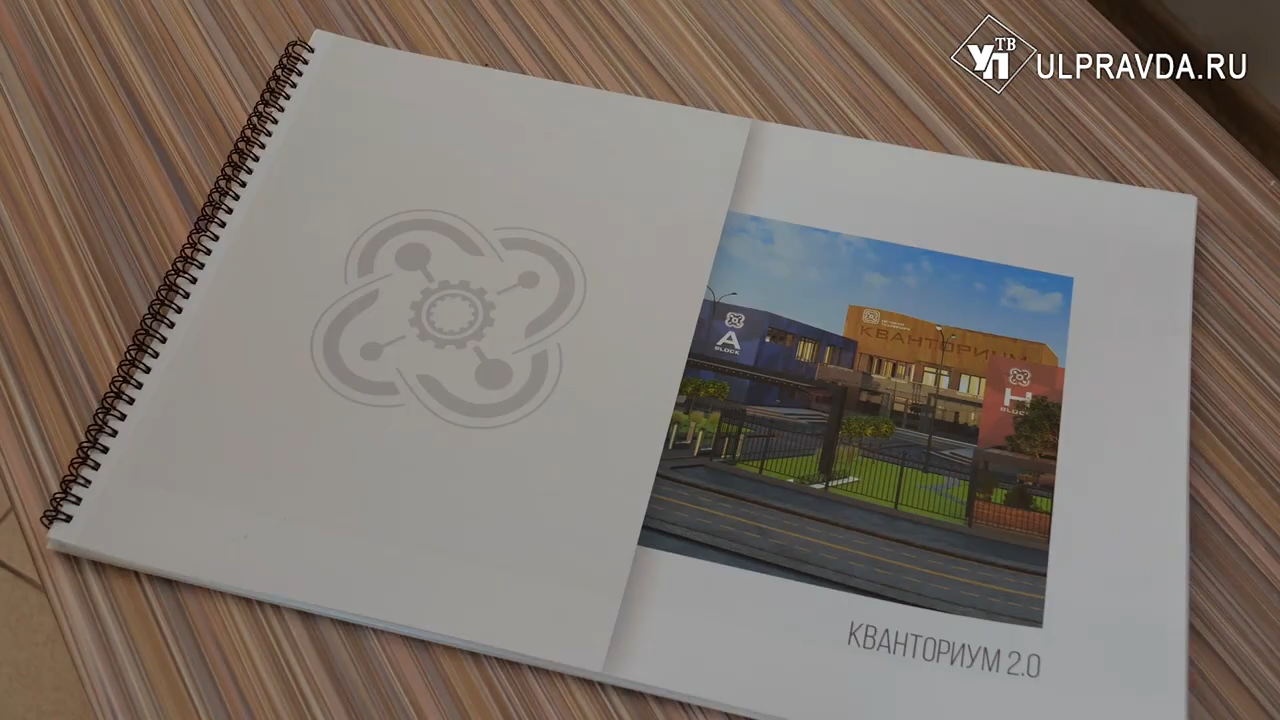 УП ТВ
ULPRAVDA.RU
A
BLOCK
КВАНТОРИУМ
H
BLOCK
КВАНТОРИУМ 2.0